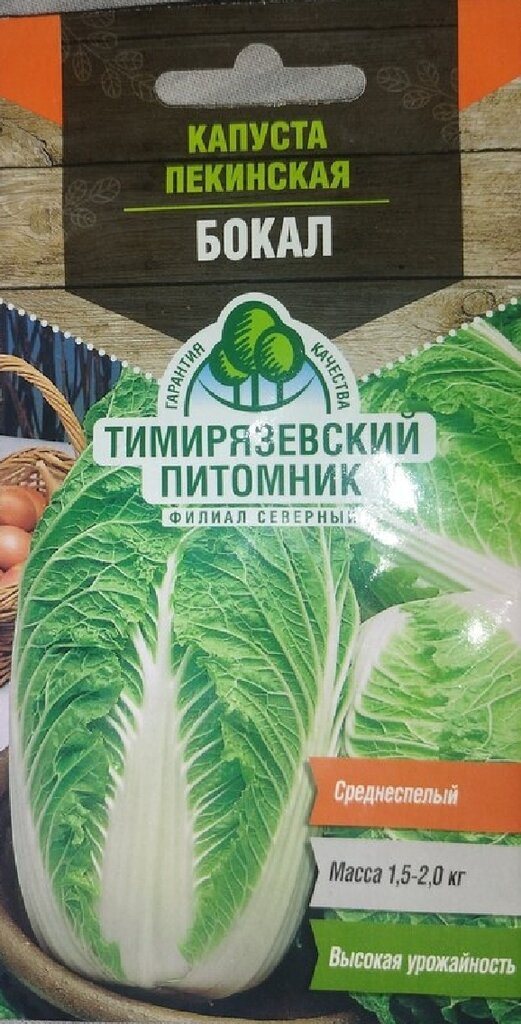 КАПУСТА
ПЕКИНСКАЯ
БОКАЛ
ГАРАНТИЯ КАЧЕСТВА
ТИМИРЯЗЕВСКИЙ
ПИТОМНИК
ФИЛИАЛ СЕВЕРНЫЙ
Среднеспелый
Масса 1,5-2,0 кг
Высокая урожайность